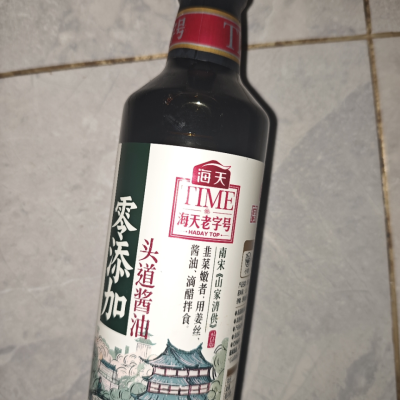 号 T
海天
TIME
海天老字号
HADAY TOP
零添加
头道酱油
南宋《山家清供》
韭菜嫩者,用姜丝、
酱油、滴醋拌食。